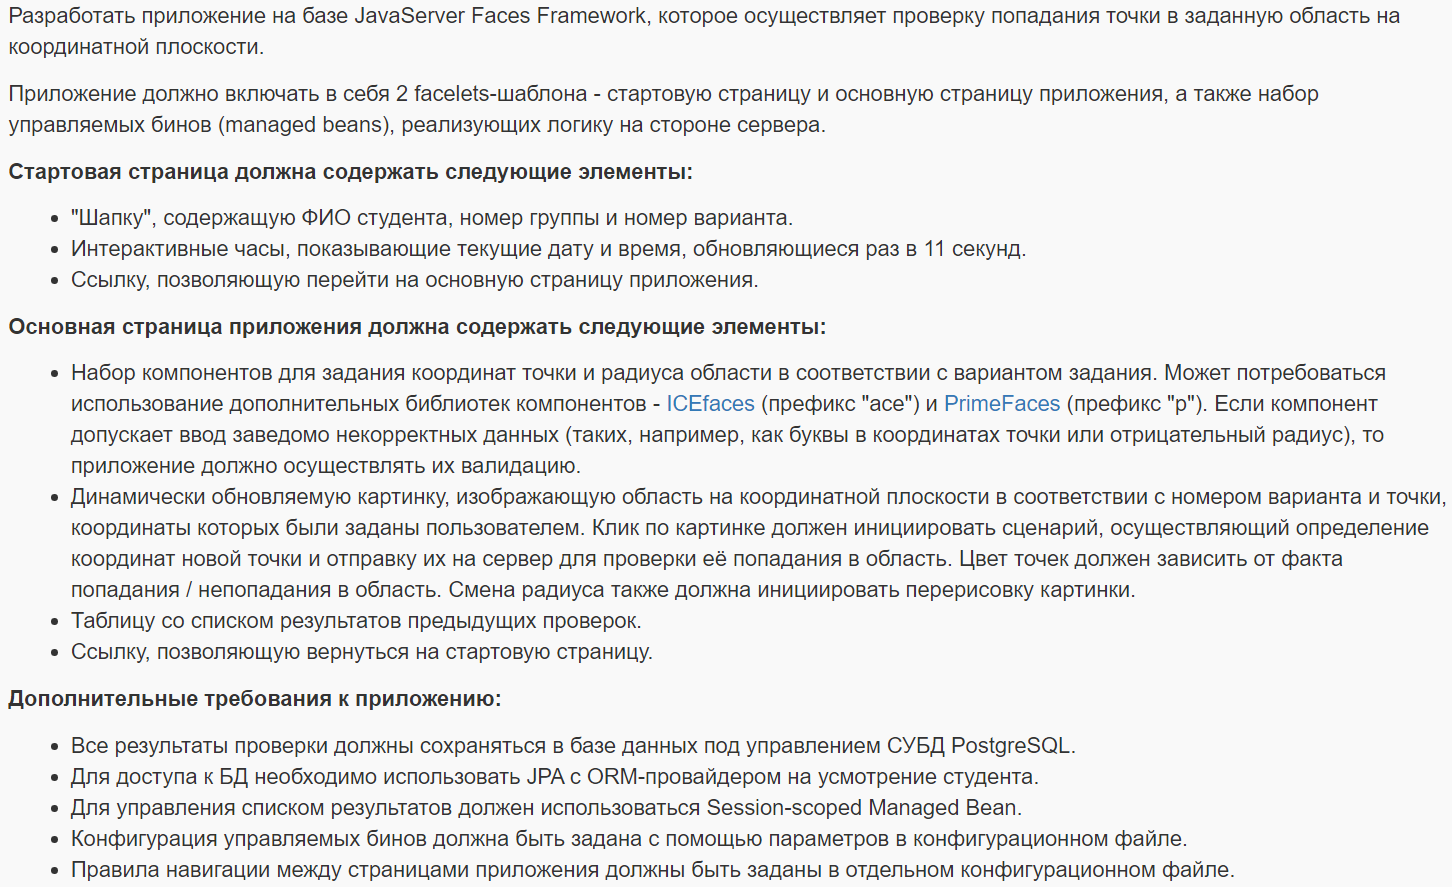 Разработать приложение на базе JavaServer Faces Framework, которое осуществляет проверку попадания точки в заданную область на
координатной плоскости.
Приложение должно включать в себя 2 facelets-шаблона - стартовую страницу и основную страницу приложения, а также набор
управляемых бинов (managed beans), реализующих логику на стороне сервера.
Стартовая страница должна содержать следующие элементы:
• "Шапку", содержащую ФИО студента, номер группы и номер варианта.
• Интерактивные часы, показывающие текущие дату и время, обновляющиеся раз в 11 секунд.
• Ссылку, позволяющую перейти на основную страницу приложения.
Основная страница приложения должна содержать следующие элементы:
• Набор компонентов для задания координат точки и радиуса области в соответствии с вариантом задания. Может потребоваться
использование дополнительных библиотек компонентов - ICEfaces (префикс "ace") и PrimeFaces (префикс "p"). Если компонент
допускает ввод заведомо некорректных данных (таких, например, как буквы в координатах точки или отрицательный радиус), то
приложение должно осуществлять их валидацию.
• Динамически обновляемую картинку, изображающую область на координатной плоскости в соответствии с номером варианта и точки,
координаты которых были заданы пользователем. Клик по картинке должен инициировать сценарий, осуществляющий определение
координат новой точки и отправку их на сервер для проверки её попадания в область. Цвет точек должен зависить от факта
попадания / непопадания в область. Смена радиуса также должна инициировать перерисовку картинки.
• Таблицу со списком результатов предыдущих проверок.
• Ссылку, позволяющую вернуться на стартовую страницу.
Дополнительные требования к приложению:
• Все результаты проверки должны сохраняться в базе данных под управлением СУБД PostgreSQL.
• Для доступа к БД необходимо использовать JPA с ORM-провайдером на усмотрение студента.
• Для управления списком результатов должен использоваться Session-scoped Managed Bean.
• Конфигурация управляемых бинов должна быть задана с помощью параметров в конфигурационном файле.
• Правила навигации между страницами приложения должны быть заданы в отдельном конфигурационном файле.